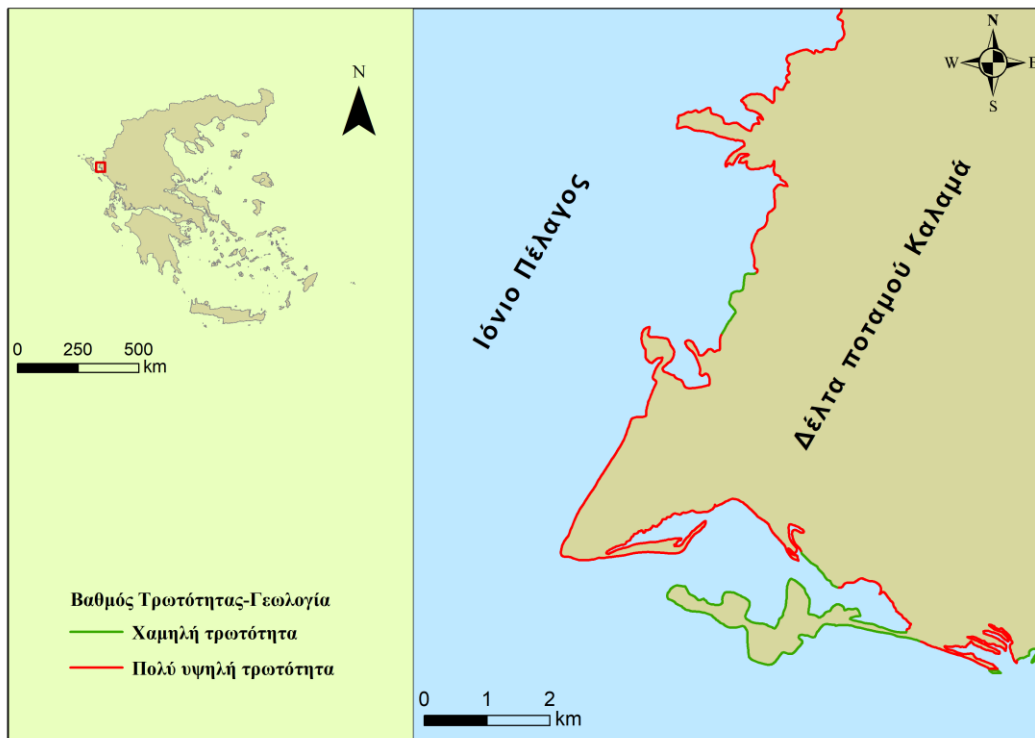 N
0 250 500
km
Βαθμός Τρωτότητας-Γεωλογία
Χαμηλή τρωτότητα
Πολύ υψηλή τρωτότητα
N
W E
S
Ιόνιο Πέλαγος
Δέλτα ποταμού Καλαμά
0 1 2
km